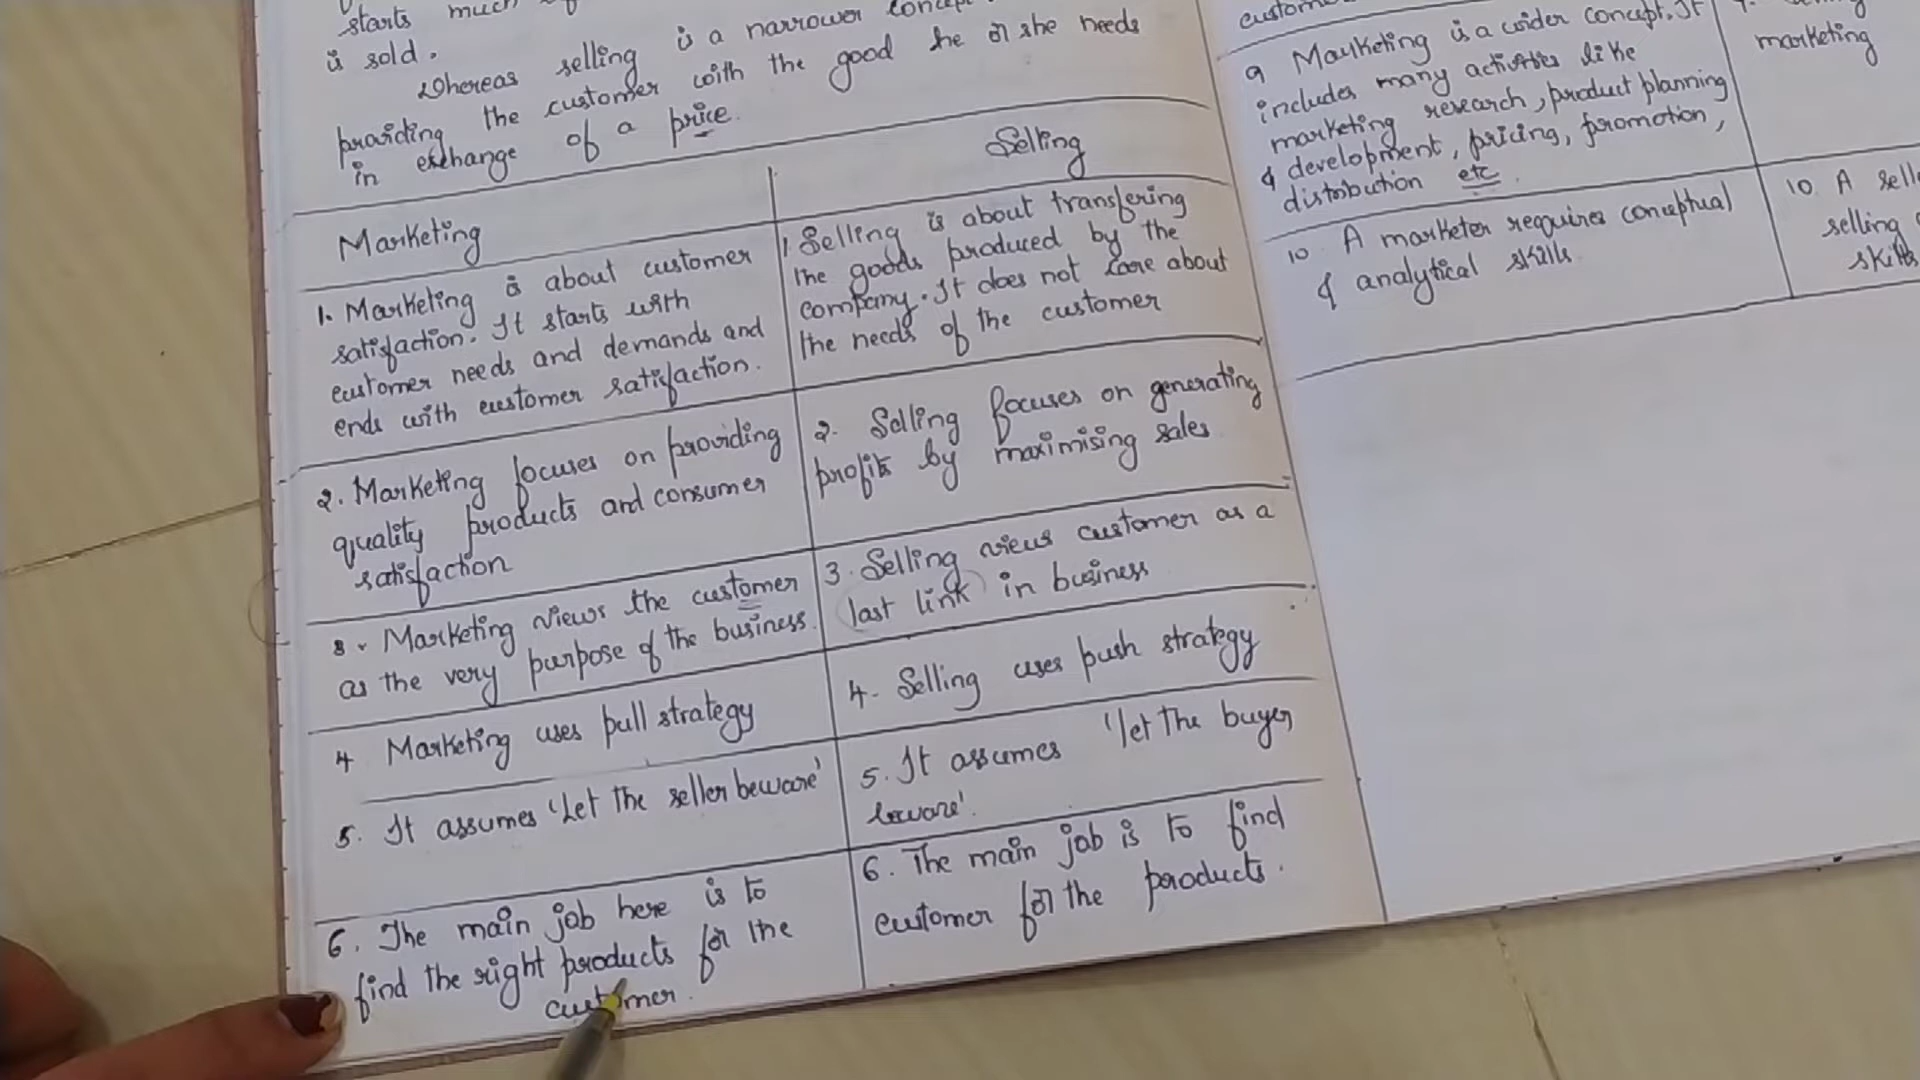 starts much
is sold.
Whereas selling is a narrower concept
providing the customer with the good he or she needs
in exchange of a price.
Marketing
Selling
1. Marketing is about customer
satisfaction. It starts with
customer needs and demands and
ends with customer satisfaction.
1 Selling is about transfering
the goods produced by the
company. It does not care about
the needs of the customer
2. Marketing focuses on providing
quality products and consumer
satisfaction
2. Selling focuses on generating
profits by maximising sales
3. Marketing views the customer
as the very purpose of the business.
3. Selling views customer as a
last link in business
4 Marketing uses pull strategy
4. Selling uses push strategy
5. It assumes 'Let the seller beware'
5. It assumes 'let the buyer
beware'.
6. The main job here is to
find the right products for the
customer.
6. The main job is to find
customer for the products.
9 Marketing is a wider concept. It
includes many activities like
marketing research, product planning
& development, pricing, promotion,
distribution etc.
marketing
10 A marketer requires conceptual
& analytical skills.
10. A
selling
skills